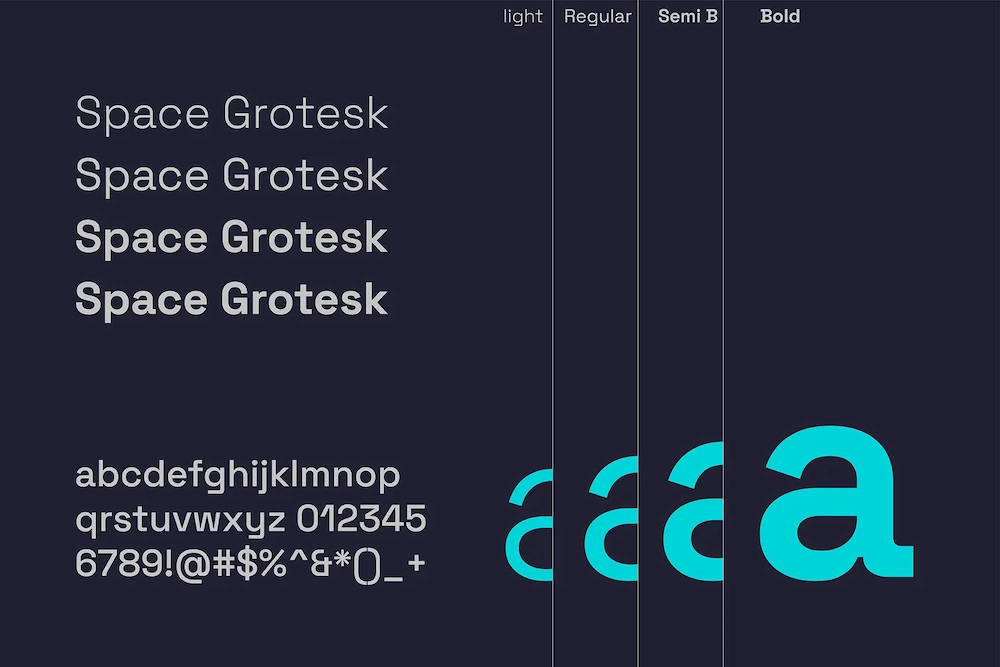 light Regular Semi B Bold
Space Grotesk
Space Grotesk
Space Grotesk
Space Grotesk
abcdefghijklmnop
qrstuvwxyz 012345
6789!@#$%^&*()_+
a a a a